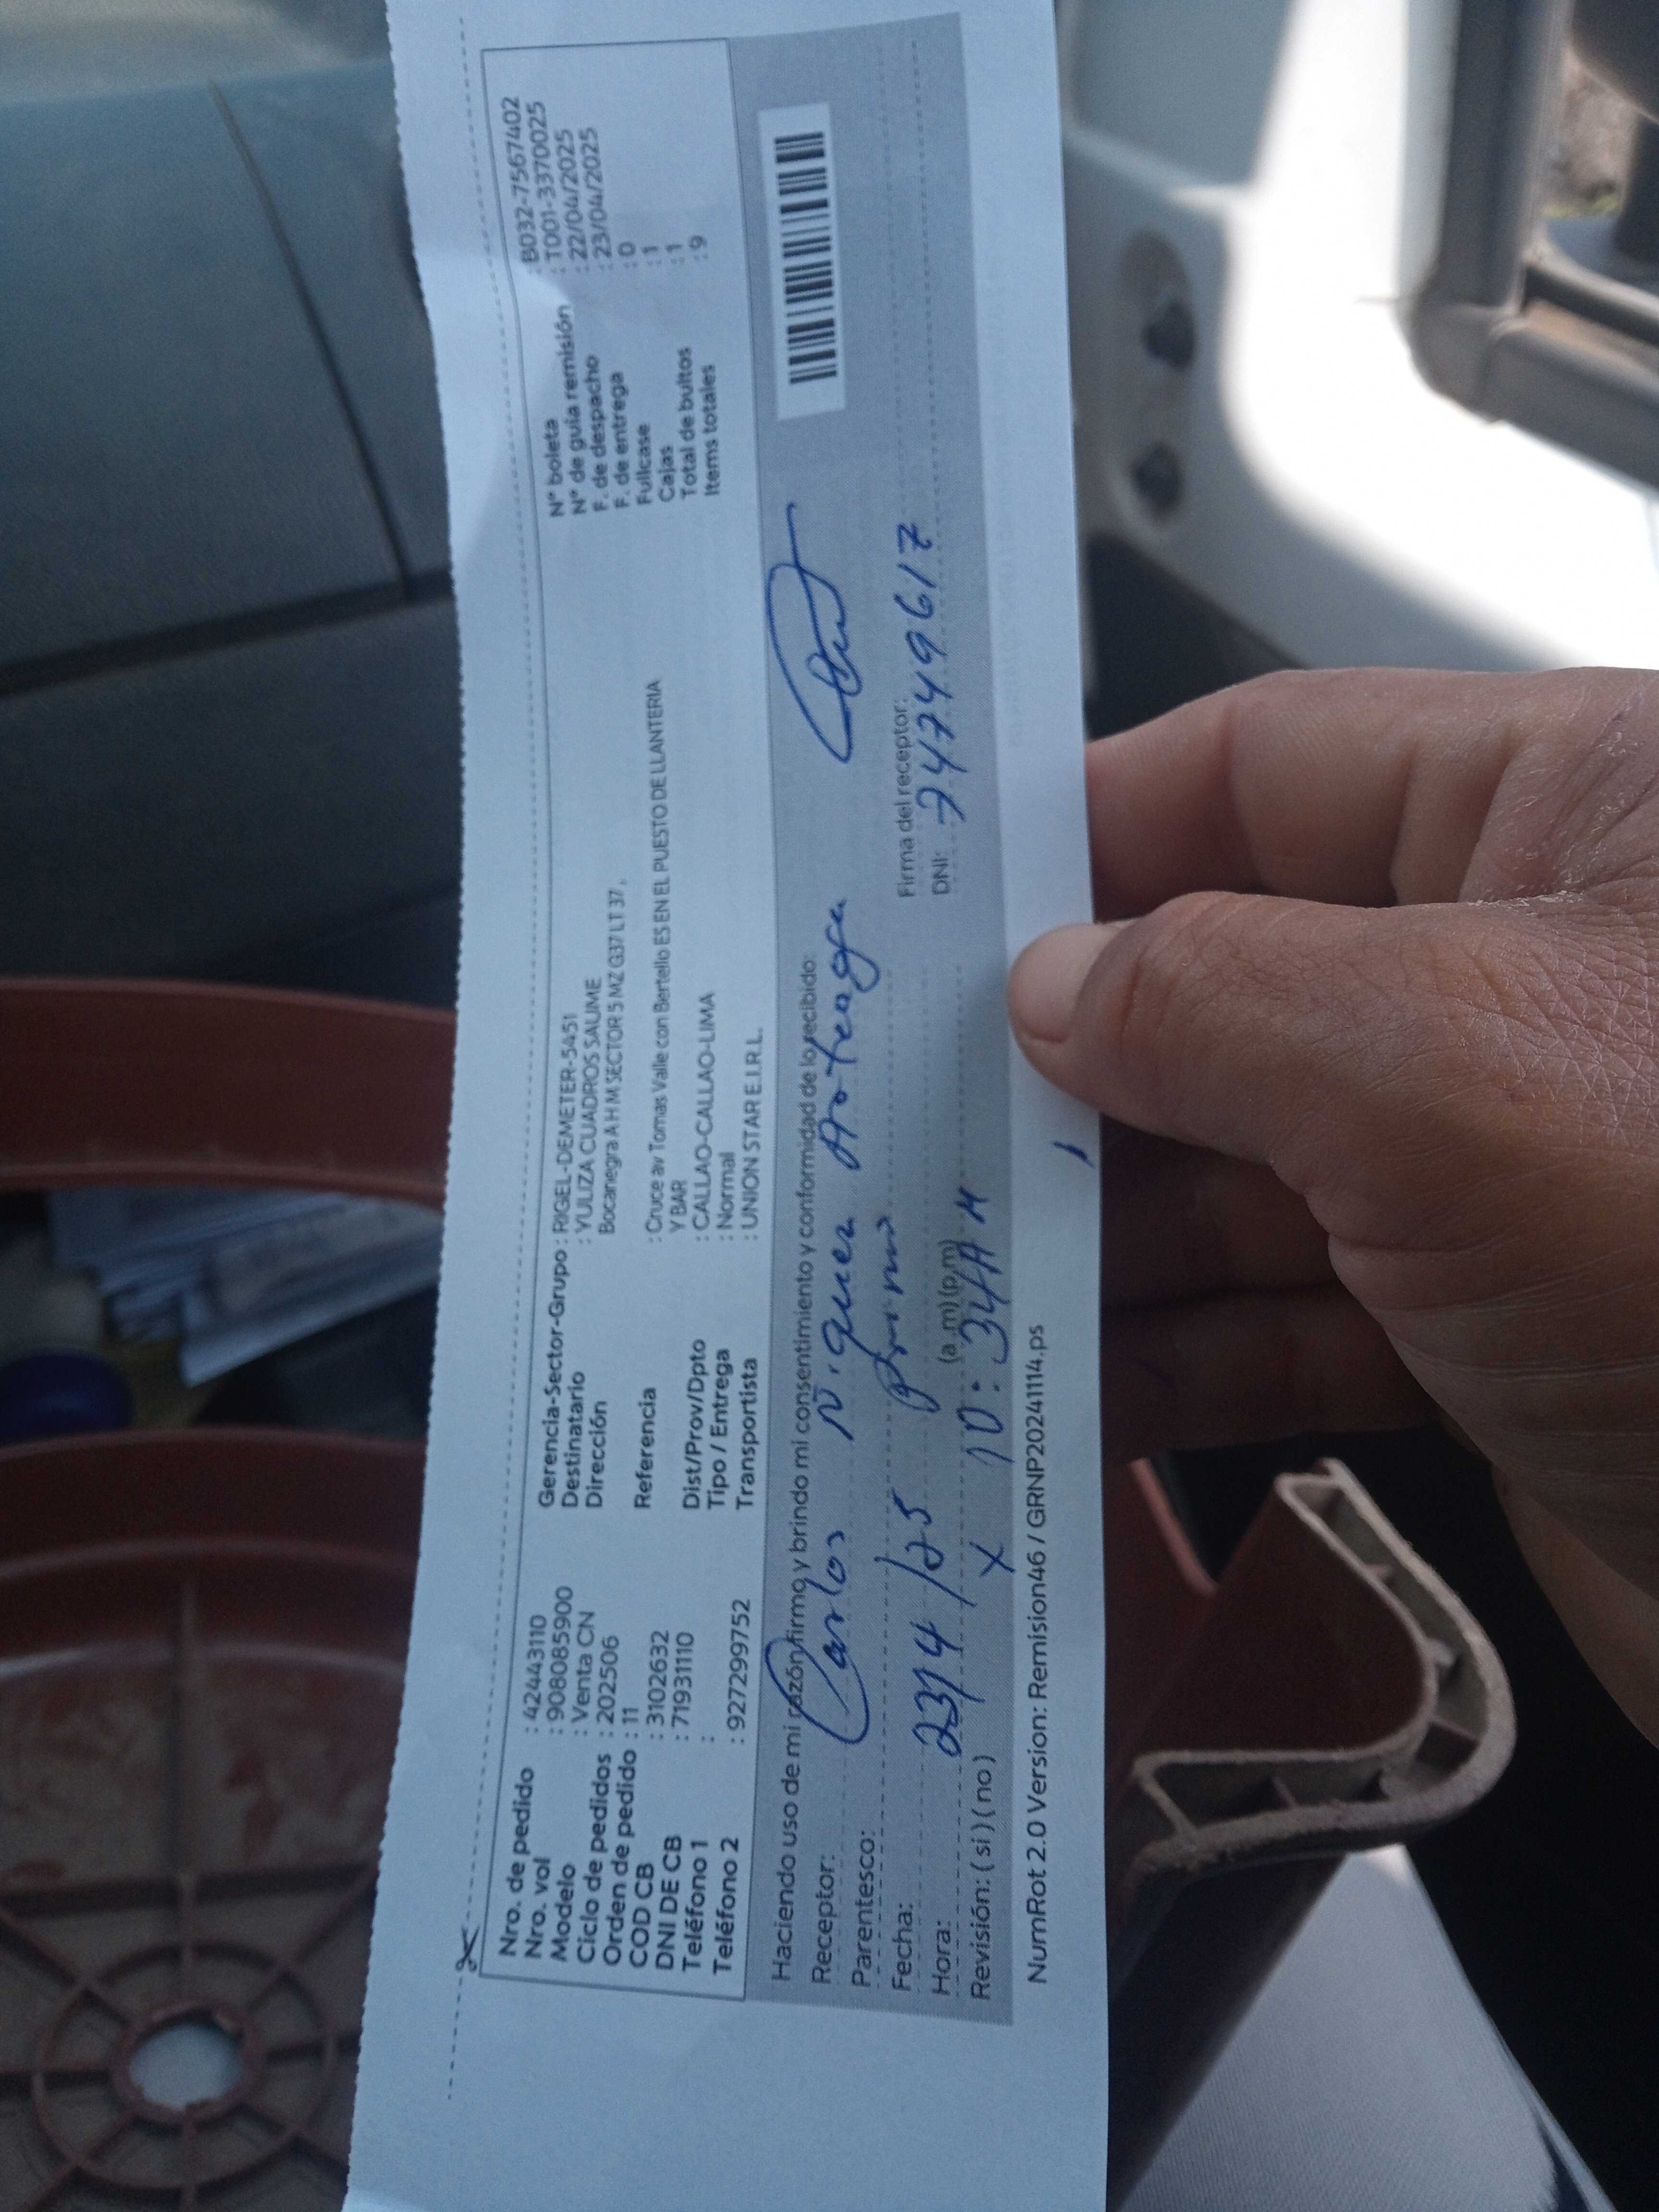 Nro. de pedido : 42443110
Nro. vol : 9080859000
Modelo : Venta CN
Ciclo de pedidos : 202506
Orden de pedido : 11
COD CB : 3102632
DNI DE CB : 71931110
Teléfono 1 :
Teléfono 2 : 927299752
Gerencia-Sector-Grupo : RIGEL-DEMETER-5451
Destinatario : YULIZA CUADROS SAUME
Dirección Bocanegra A H M SECTOR 5 MZ G37 LT 37 ,
Referencia : Cruce av Tomas Valle con Bertello ES EN EL PUESTO DE LLANTERIA
Y BAR
Dist/Prov/Dpto : CALLAO-CALLAO-LIMA
Tipo / Entrega : Normal
Transportista : UNION STAR E.I.R.L.
N° boleta : B032-7567402
N° de guía remisión : T001-3370025
F. de despacho : 22/04/2025
F. de entrega : 23/04/2025
Fullcase : 0
Cajas : 1
Total de bultos : 1
Items totales : 9
Haciendo uso de mi razón firmo y brindo mi consentimiento y conformidad de lo recibido:
Receptor: Carlos Ñiquen Arteaga
Parentesco:
Fecha: 23/4/25
Hora: 10:34AM (a.m) (p.m)
Revisión: ( si ) ( no ) X
Firma del receptor:
DNI: 74749617
NumRot 2.0 Version: Remision46 / GRNP20241114.ps